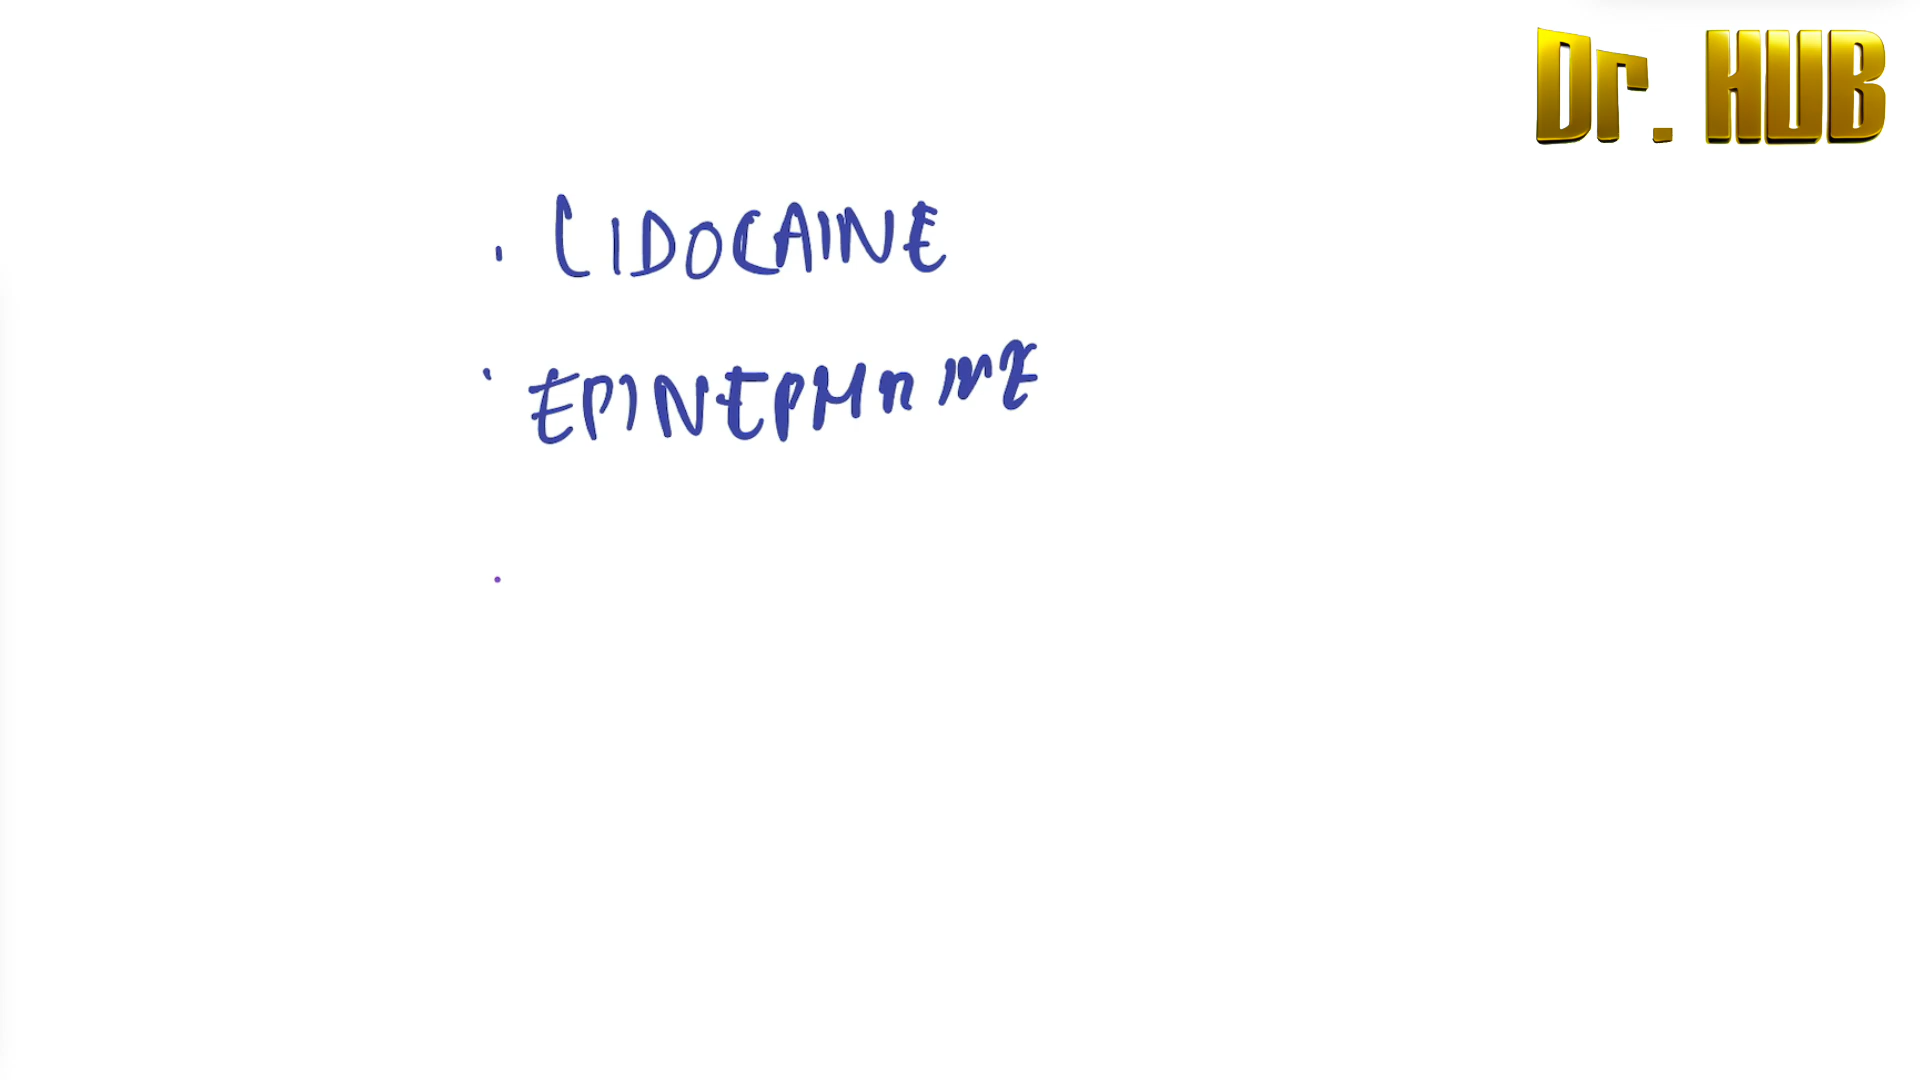 Dr. HUB
. LIDOCAINE
. EPINEPHRINE
.